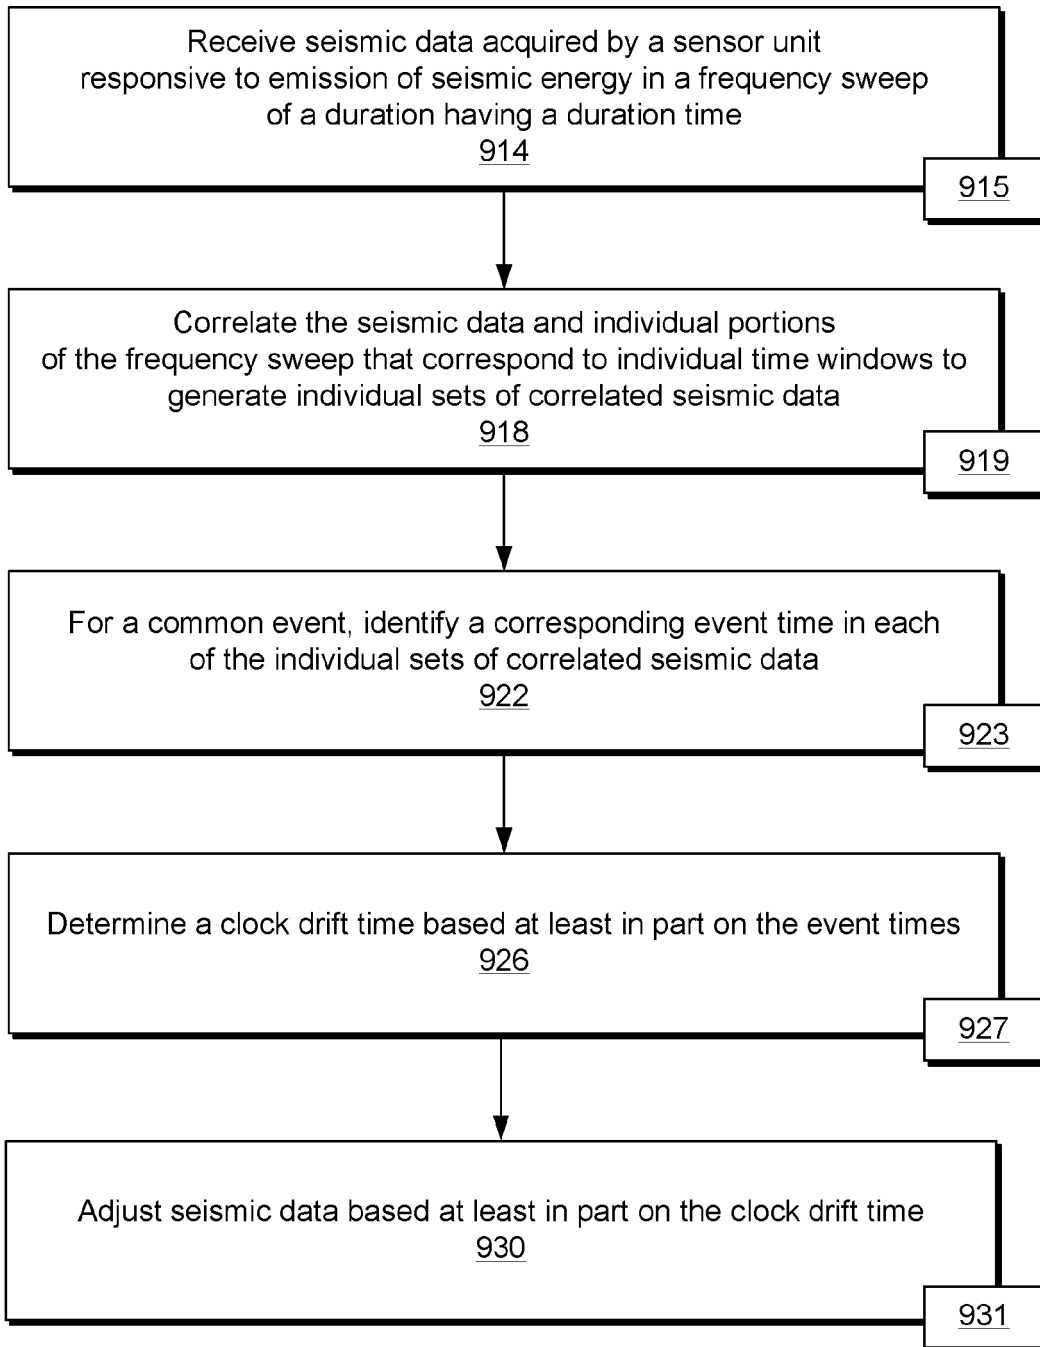 Receive seismic data acquired by a sensor unit
responsive to emission of seismic energy in a frequency sweep
of a duration having a duration time
914
915
Correlate the seismic data and individual portions
of the frequency sweep that correspond to individual time windows to
generate individual sets of correlated seismic data
918
919
For a common event, identify a corresponding event time in each
of the individual sets of correlated seismic data
922
923
Determine a clock drift time based at least in part on the event times
926
927
Adjust seismic data based at least in part on the clock drift time
930
931